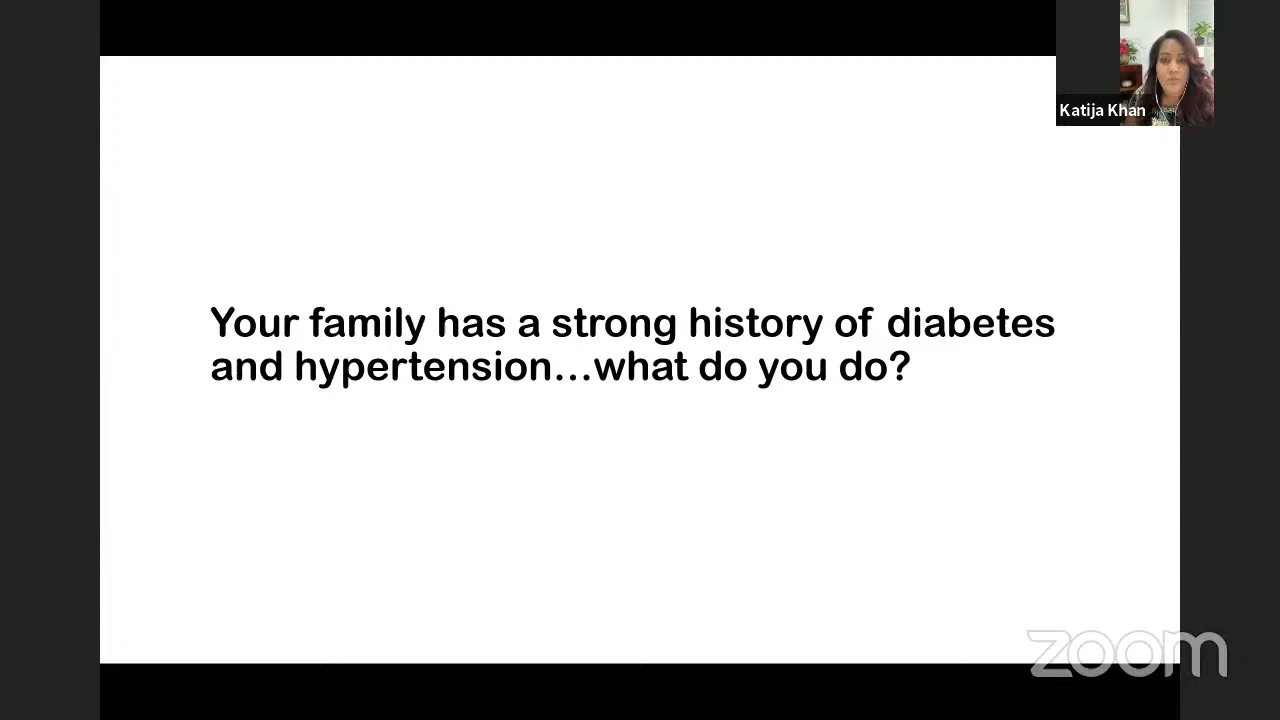 Katija Khan
Your family has a strong history of diabetes
and hypertension...what do you do?
zoom